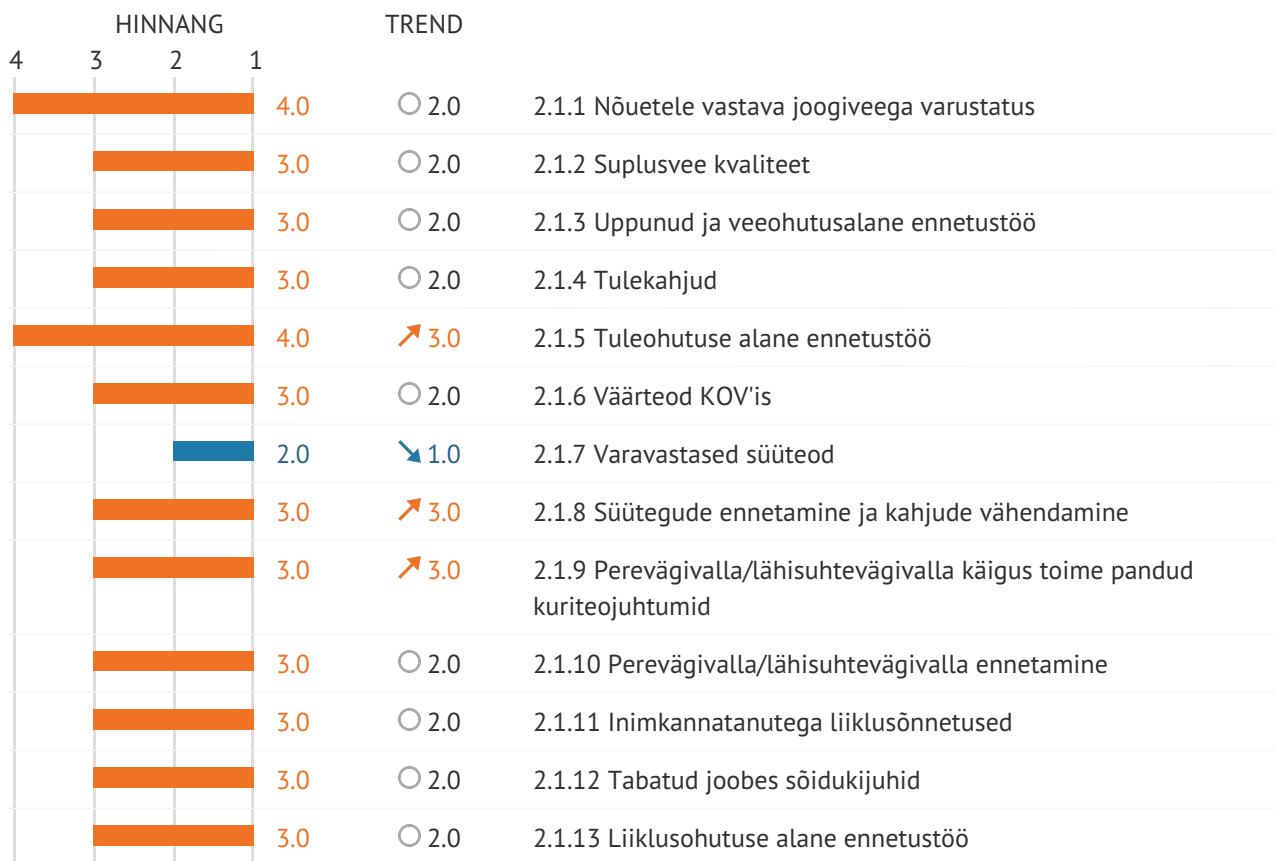 HINNANG TREND
4 3 2 1
4.0 2.0 2.1.1 Nõuetele vastava joogiveega varustatus
3.0 2.0 2.1.2 Suplusvee kvaliteet
3.0 2.0 2.1.3 Uppunud ja veeohutusalane ennetustöö
3.0 2.0 2.1.4 Tulekahjud
4.0 3.0 2.1.5 Tuleohutuse alane ennetustöö
3.0 2.0 2.1.6 Väärteod KOV'is
2.0 1.0 2.1.7 Varavastased süüteod
3.0 3.0 2.1.8 Süütegude ennetamine ja kahjude vähendamine
3.0 3.0 2.1.9 Perevägivalla/lähisuhtevägivalla käigus toime pandud
kuriteojuhtumid
3.0 2.0 2.1.10 Perevägivalla/lähisuhtevägivalla ennetamine
3.0 2.0 2.1.11 Inimkannatanutega liiklusõnnetused
3.0 2.0 2.1.12 Tabatud joobes sõidukijuhid
3.0 2.0 2.1.13 Liiklusohutuse alane ennetustöö